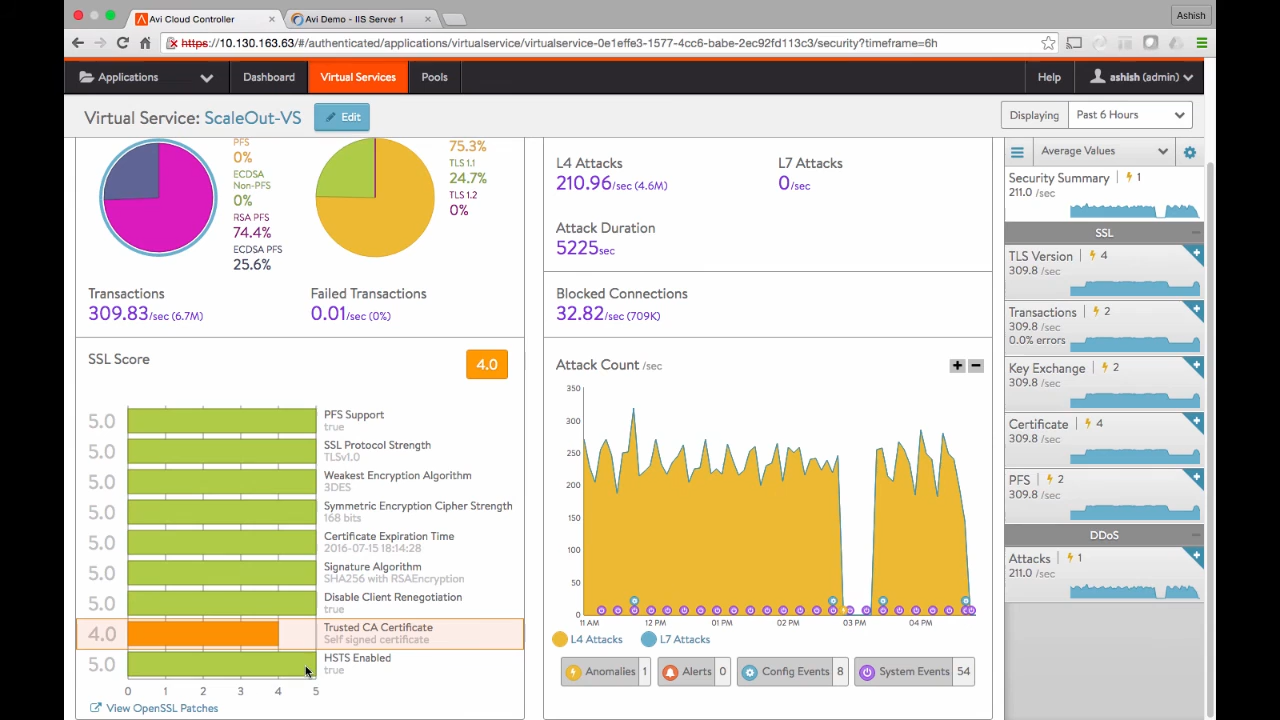 Avi Cloud Controller
Avi Demo - IIS Server 1
Ashish
https://10.130.163.63/#/authenticated/applications/virtualservice/virtualservice-0e1effe3-1577-4cc6-babe-2ec92fd113c3/security?timeframe=6h
Applications
Dashboard
Virtual Services
Pools
Help
ashish (admin)
Virtual Service: ScaleOut-VS
Edit
Displaying
Past 6 Hours
PFS
0%
ECDSA
Non-PFS
0%
RSA PFS
74.4%
ECDSA PFS
25.6%
75.3%
TLS 1.1
24.7%
TLS 1.2
0%
Transactions
309.83/sec (6.7M)
Failed Transactions
0.01/sec (0%)
SSL Score
4.0
5.0
PFS Support
true
5.0
SSL Protocol Strength
TLSv1.0
5.0
Weakest Encryption Algorithm
3DES
5.0
Symmetric Encryption Cipher Strength
168 bits
5.0
Certificate Expiration Time
2016-07-15 18:14:28
5.0
Signature Algorithm
SHA256 with RSAEncryption
5.0
Disable Client Renegotiation
true
4.0
Trusted CA Certificate
Self signed certificate
5.0
HSTS Enabled
true
0 1 2 3 4 5
View OpenSSL Patches
L4 Attacks
210.96/sec (4.6M)
L7 Attacks
0/sec
Attack Duration
5225sec
Blocked Connections
32.82/sec (709K)
Attack Count /sec
350
300
250
200
150
100
50
0
11 AM 12 PM 01 PM 02 PM 03 PM 04 PM
L4 Attacks L7 Attacks
Anomalies 1
Alerts 0
Config Events 8
System Events 54
Average Values
Security Summary 1
211.0 /sec
SSL
TLS Version 4
309.8 /sec
Transactions 2
309.8 /sec
0.0% errors
Key Exchange 2
309.8 /sec
Certificate 4
309.8 /sec
PFS 2
309.8 /sec
DDoS
Attacks 1
211.0 /sec